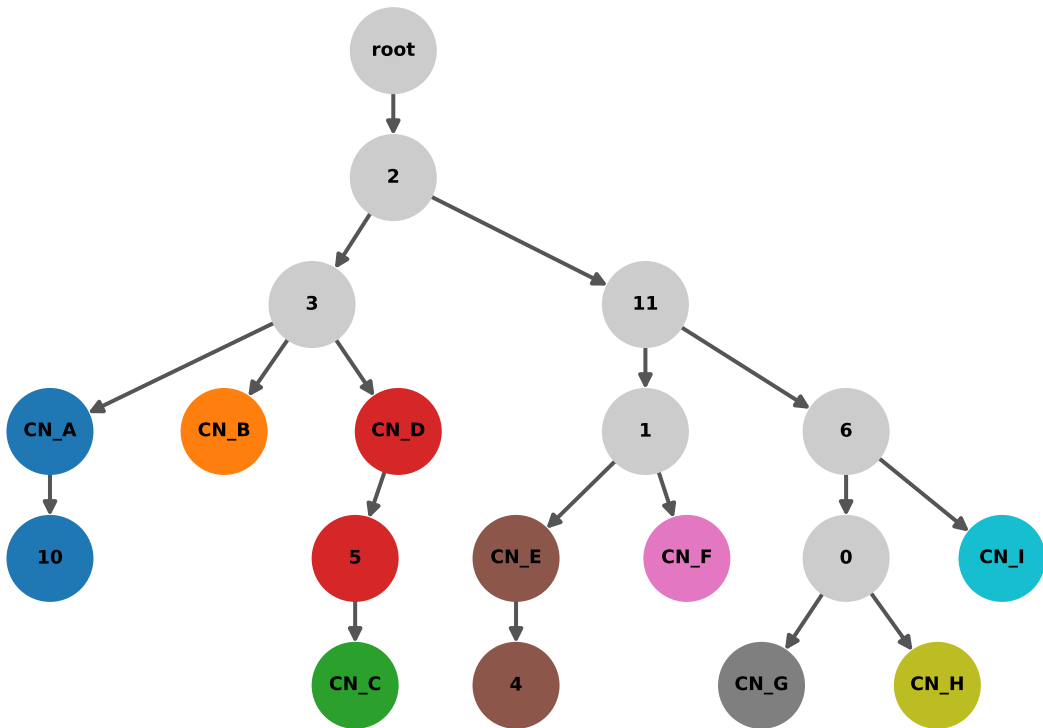 root
2
3
11
CN_A
CN_B
CN_D
1
6
10
5
CN_E
CN_F
0
CN_I
CN_C
4
CN_G
CN_H